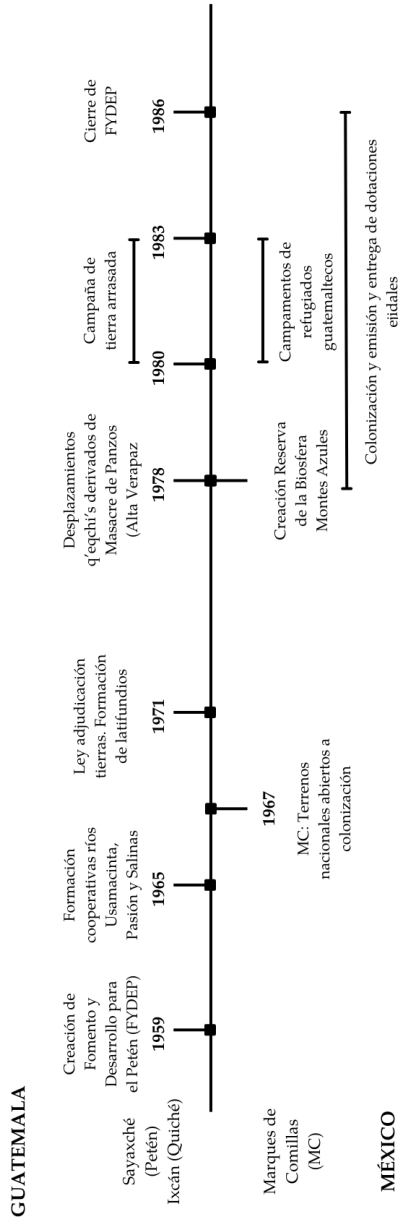 GUATEMALA
Sayaxché
(Petén)
Ixcán (Quiché)
Creación de
Fomento y
Desarrollo para
el Petén (FYDEP)
1959
Formación
cooperativas ríos
Usamacinta,
Pasión y Salinas
1965
Ley adjudicación
tierras. Formación
de latifundios
1971
Desplazamientos
q'eqchi's derivados de
Masacre de Panzos
(Alta Verapaz
1978
Campaña de
tierra arrasada
1980
1983
Cierre de
FYDEP
1986
Marques de
Comillas
(MC)
1967
MC: Terrenos
nacionales abiertos a
colonización
Creación Reserva
de la Biosfera
Montes Azules
Campamentos de
refugiados
guatemaltecos
Colonización y emisión y entrega de dotaciones
ejidales
MÉXICO